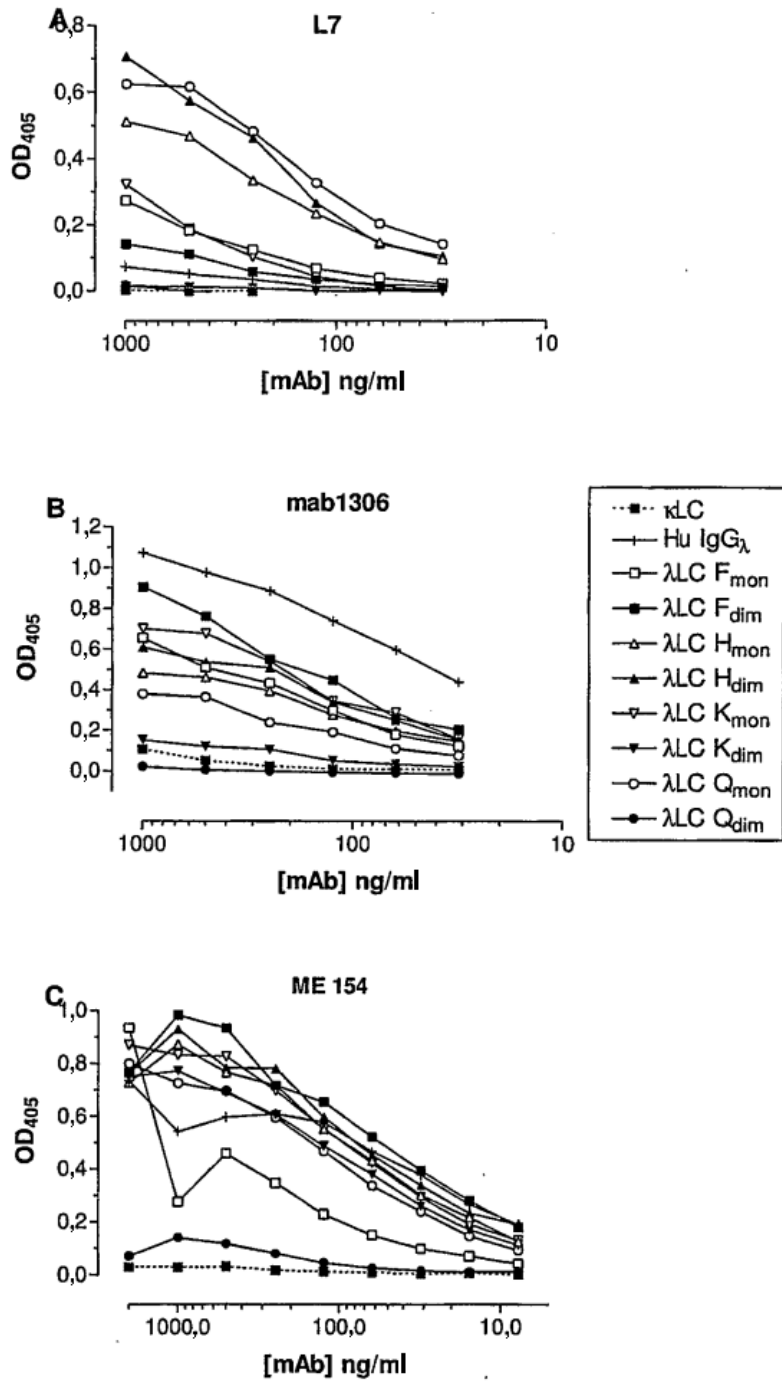 A
L7
0,8
0,6
0,4
0,2
0,0
OD405
1000
100
10
[mAb] ng/ml
B
mab1306
1,2
1,0
0,8
0,6
0,4
0,2
0,0
OD405
1000
100
10
[mAb] ng/ml
κLC
Hu IgGλ
λLC Fmon
λLC Fdim
λLC Hmon
λLC Hdim
λLC Kmon
λLC Kdim
λLC Qmon
λLC Qdim
C
ME 154
1,0
0,8
0,6
0,4
0,2
0,0
OD405
1000,0
100,0
10,0
[mAb] ng/ml